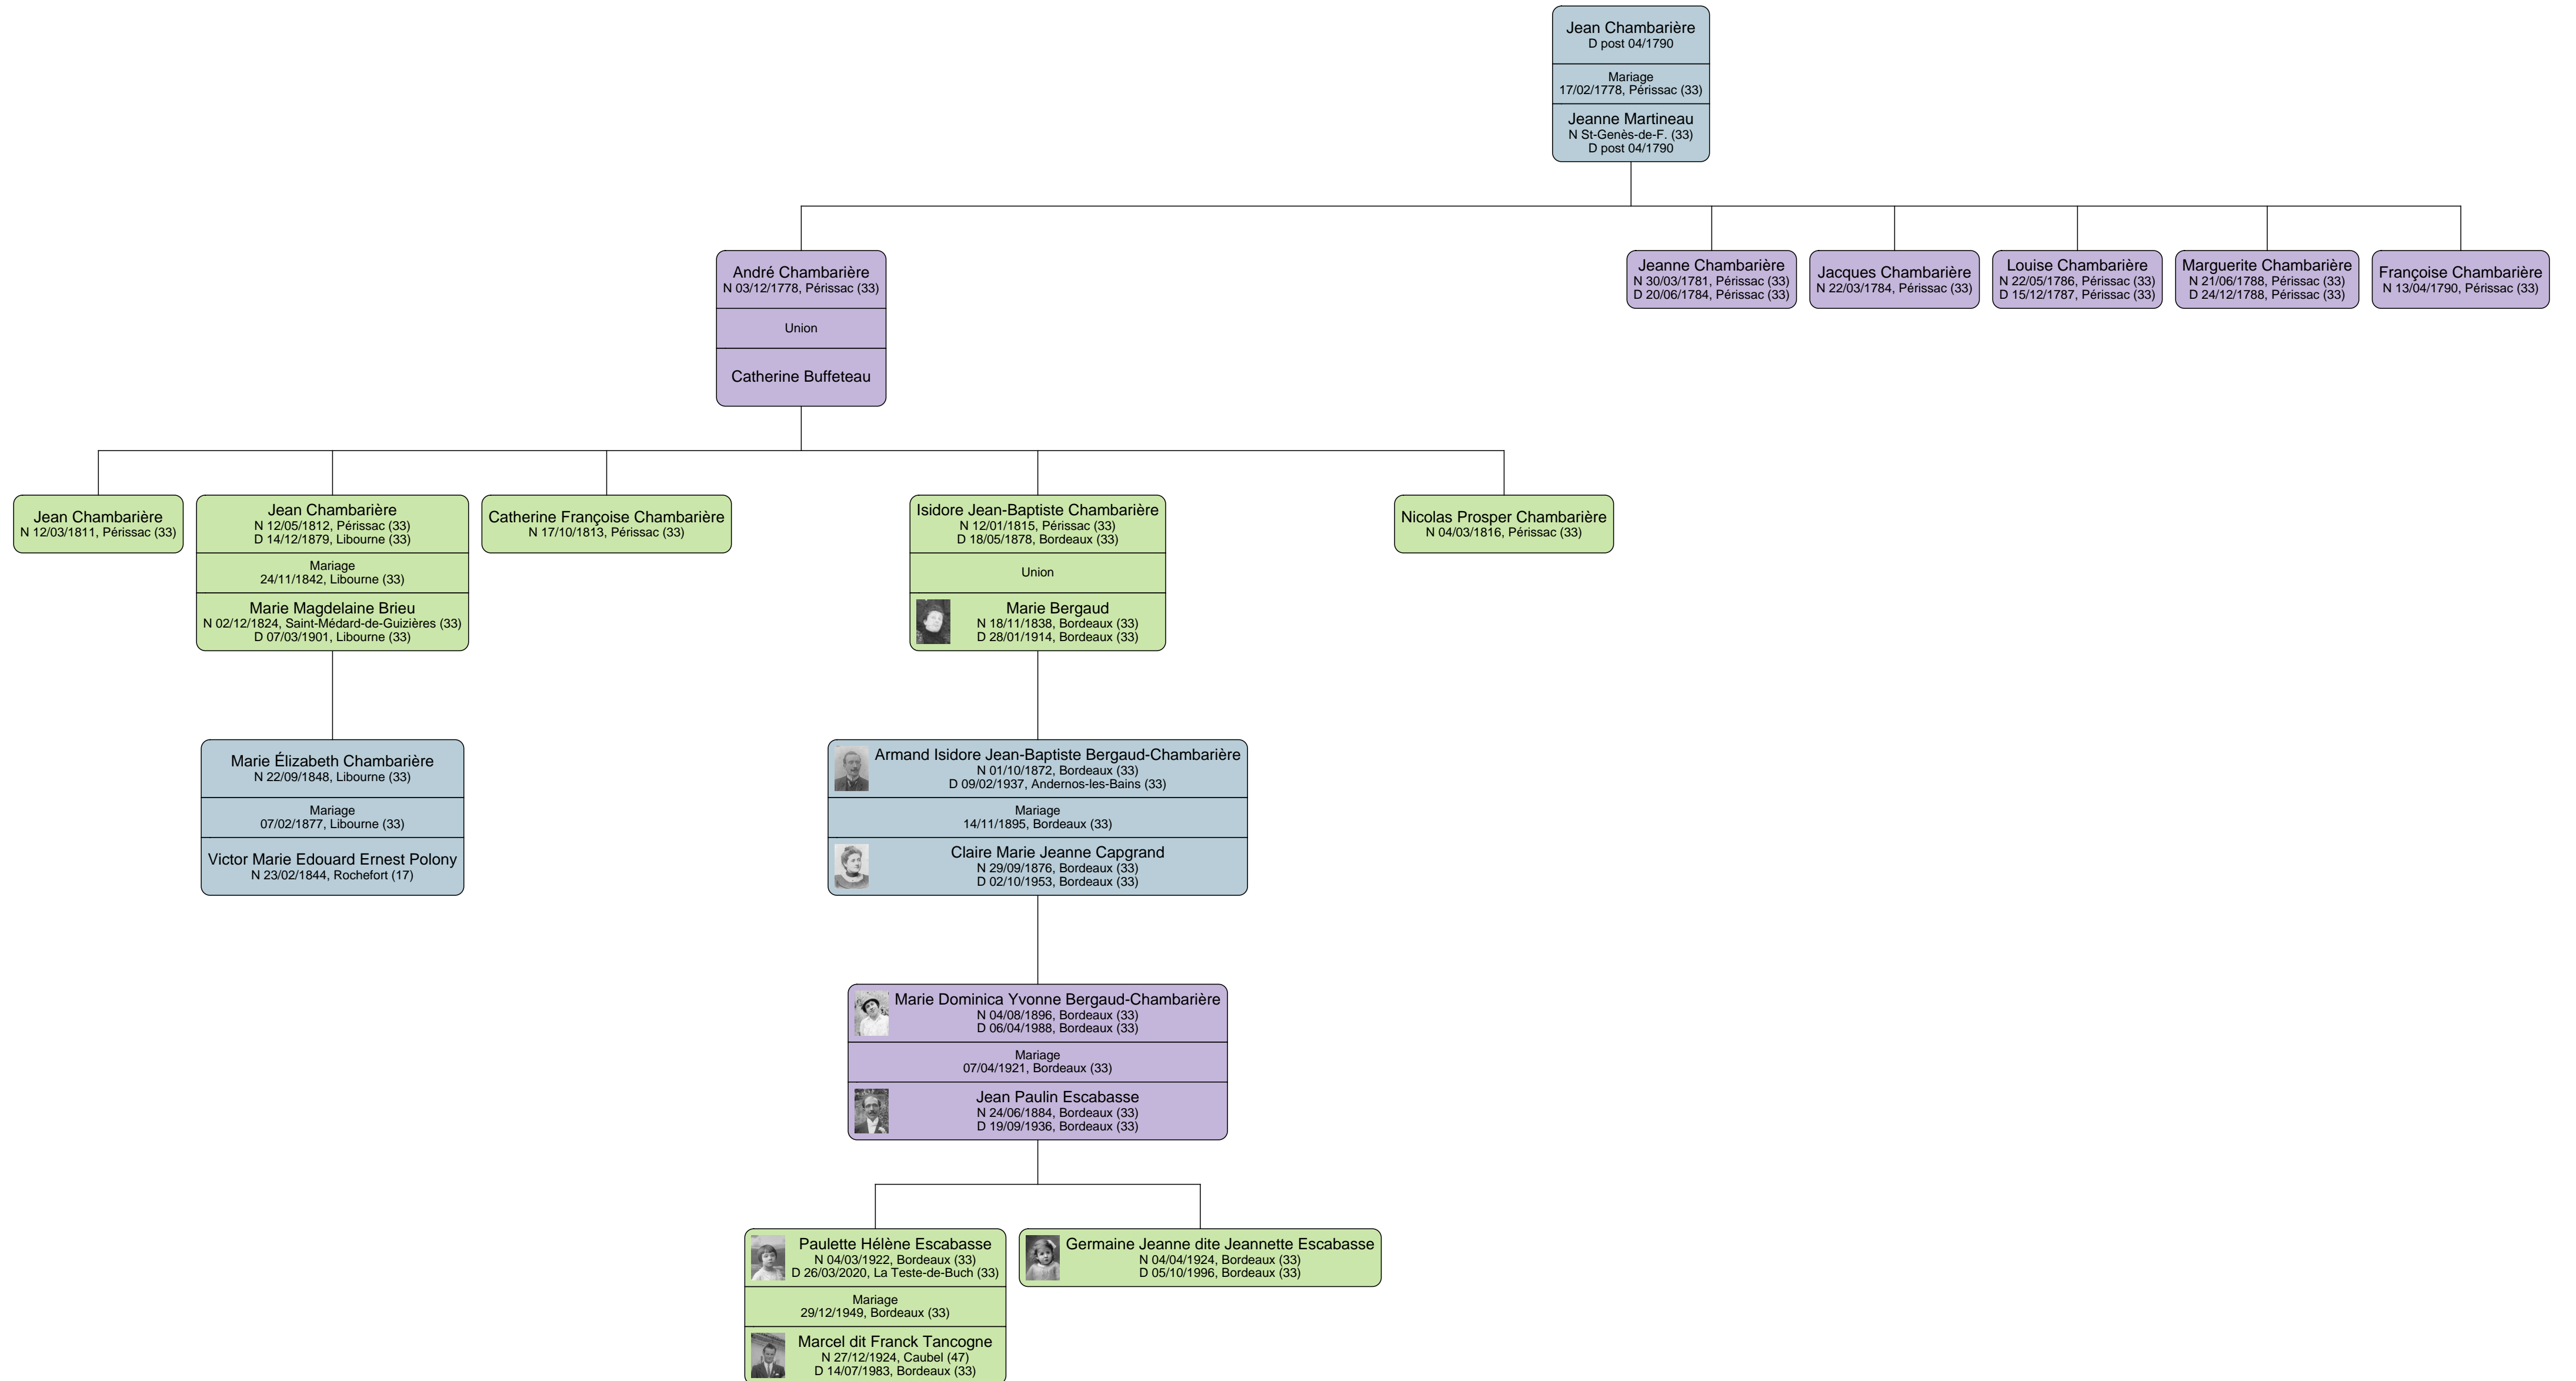 Jean Chambarière
D post 04/1790
Mariage
17/02/1778, Périssac (33)
Jeanne Martineau
N St-Genès-de-F. (33)
D post 04/1790
André Chambarière
N 03/12/1778, Périssac (33)
Union
Catherine Buffeteau
Jeanne Chambarière
N 30/03/1781, Périssac (33)
D 20/06/1784, Périssac (33)
Jacques Chambarière
N 22/03/1784, Périssac (33)
Louise Chambarière
N 22/05/1786, Périssac (33)
D 15/12/1787, Périssac (33)
Marguerite Chambarière
N 21/06/1788, Périssac (33)
D 24/12/1788, Périssac (33)
Françoise Chambarière
N 13/04/1790, Périssac (33)
Jean Chambarière
N 12/03/1811, Périssac (33)
Jean Chambarière
N 12/05/1812, Périssac (33)
D 14/12/1879, Libourne (33)
Mariage
24/11/1842, Libourne (33)
Marie Magdelaine Brieu
N 02/12/1824, Saint-Médard-de-Guizières (33)
D 07/03/1901, Libourne (33)
Catherine Françoise Chambarière
N 17/10/1813, Périssac (33)
Isidore Jean-Baptiste Chambarière
N 12/01/1815, Périssac (33)
D 18/05/1878, Bordeaux (33)
Union
Marie Bergaud
N 18/11/1838, Bordeaux (33)
D 28/01/1914, Bordeaux (33)
Nicolas Prosper Chambarière
N 04/03/1816, Périssac (33)
Marie Élizabeth Chambarière
N 22/09/1848, Libourne (33)
Mariage
07/02/1877, Libourne (33)
Victor Marie Edouard Ernest Polony
N 23/02/1844, Rochefort (17)
Armand Isidore Jean-Baptiste Bergaud-Chambarière
N 01/10/1872, Bordeaux (33)
D 09/02/1937, Andernos-les-Bains (33)
Mariage
14/11/1895, Bordeaux (33)
Claire Marie Jeanne Capgrand
N 29/09/1876, Bordeaux (33)
D 02/10/1953, Bordeaux (33)
Marie Dominica Yvonne Bergaud-Chambarière
N 04/08/1896, Bordeaux (33)
D 06/04/1988, Bordeaux (33)
Mariage
07/04/1921, Bordeaux (33)
Jean Paulin Escabasse
N 24/06/1884, Bordeaux (33)
D 19/09/1936, Bordeaux (33)
Paulette Hélène Escabasse
N 04/03/1922, Bordeaux (33)
D 26/03/2020, La Teste-de-Buch (33)
Mariage
29/12/1949, Bordeaux (33)
Marcel dit Franck Tancogne
N 27/12/1924, Caubel (47)
D 14/07/1983, Bordeaux (33)
Germaine Jeanne dite Jeannette Escabasse
N 04/04/1924, Bordeaux (33)
D 05/10/1996, Bordeaux (33)